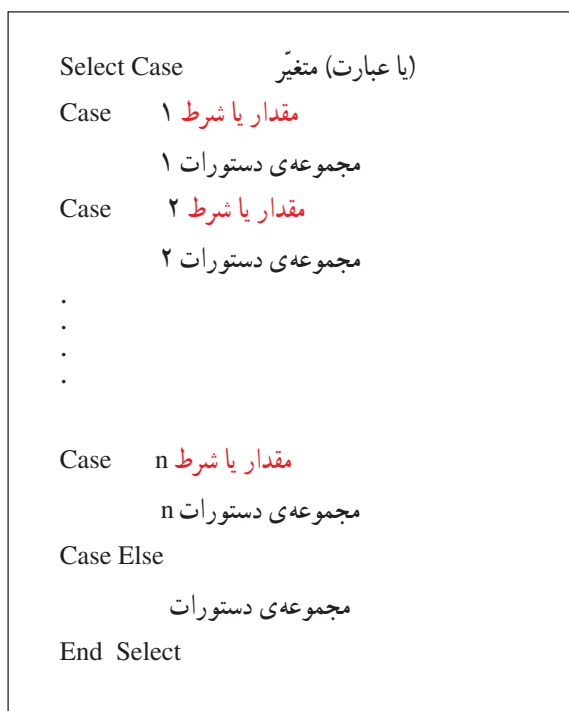 Select Case متغیّر (یا عبارت)
Case مقدار یا شرط ۱
مجموعه‌ی دستورات ۱
Case مقدار یا شرط ۲
مجموعه‌ی دستورات ۲
.
.
.
.
Case مقدار یا شرط n
مجموعه‌ی دستورات n
Case Else
مجموعه‌ی دستورات
End Select